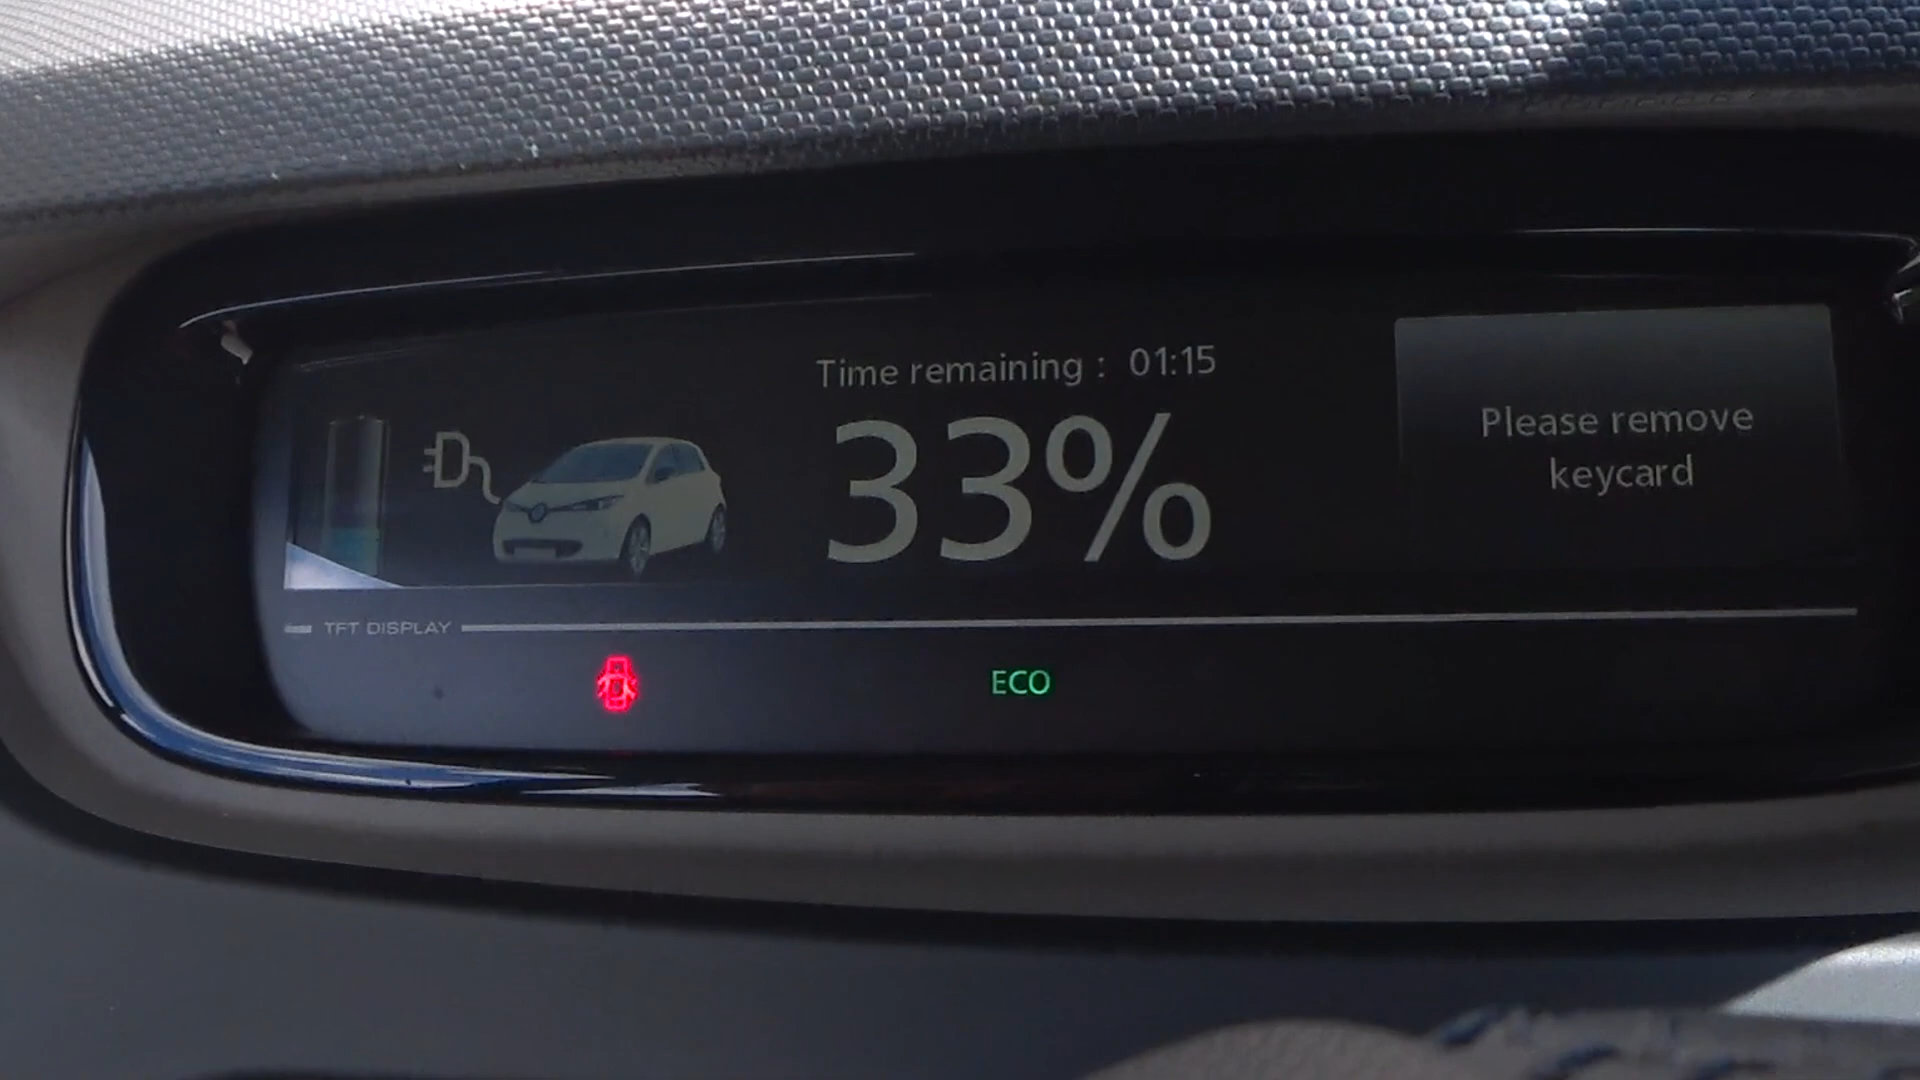 Time remaining : 01:15
33%
Please remove
keycard
TFT DISPLAY
ECO